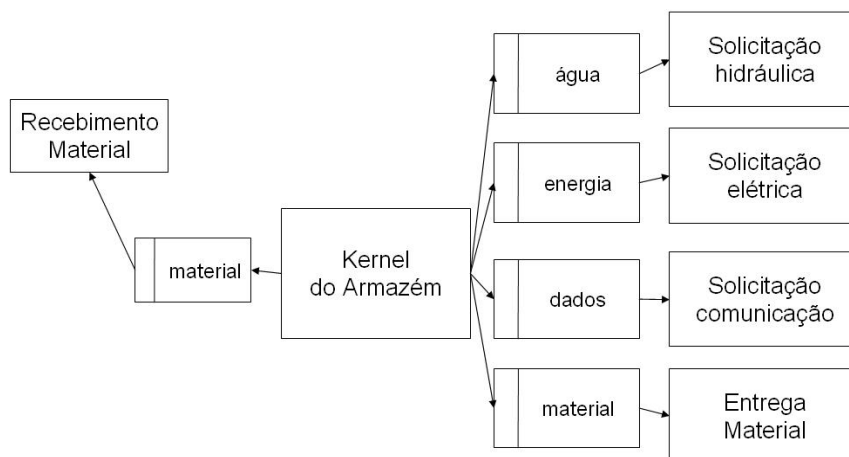 Recebimento
Material
material
Kernel
do Armazém
água
Solicitação
hidráulica
energia
Solicitação
elétrica
dados
Solicitação
comunicação
material
Entrega
Material